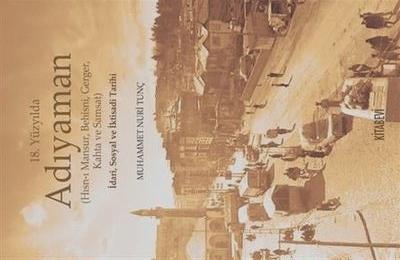 18. Yüzyılda
Adıyaman
(Hısn-ı Mansur, Behisni, Gerger,
Kahta ve Samsat)
İdari, Sosyal ve İktisadi Tarihi
MUHAMMET NURİ TUNÇ
KİTABEVİ